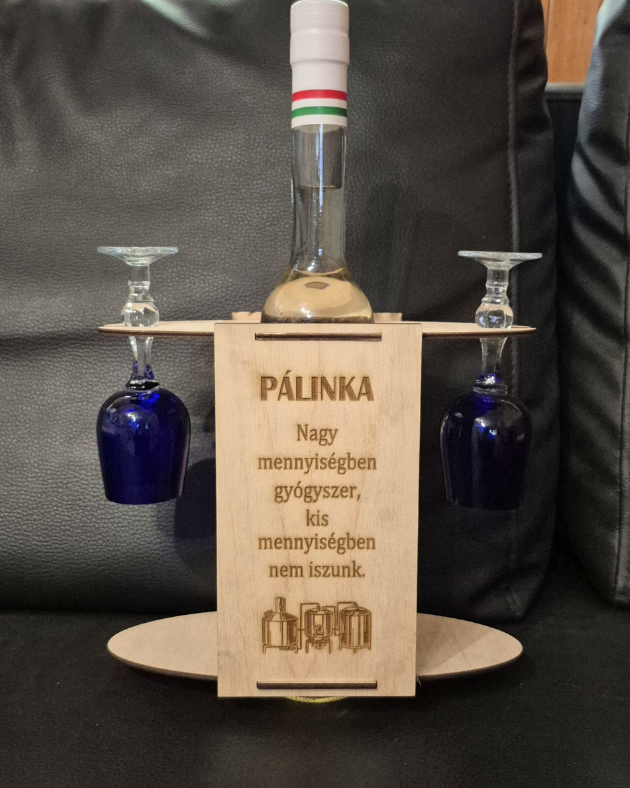 PÁLINKA
Nagy
mennyiségben
gyógyszer,
kis
mennyiségben
nem iszunk.